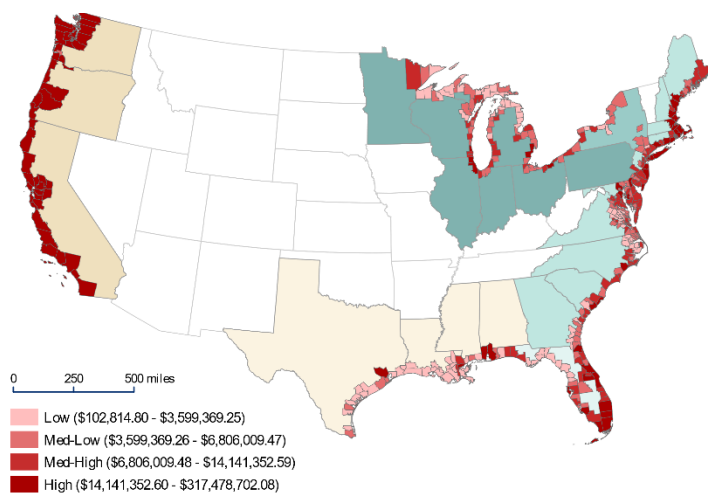 0 250 500 miles
Low ($102,814.80 - $3,599,369.25)
Med-Low ($3,599,369.26 - $6,806,009.47)
Med-High ($6,806,009.48 - $14,141,352.59)
High ($14,141,352.60 - $317,478,702.08)